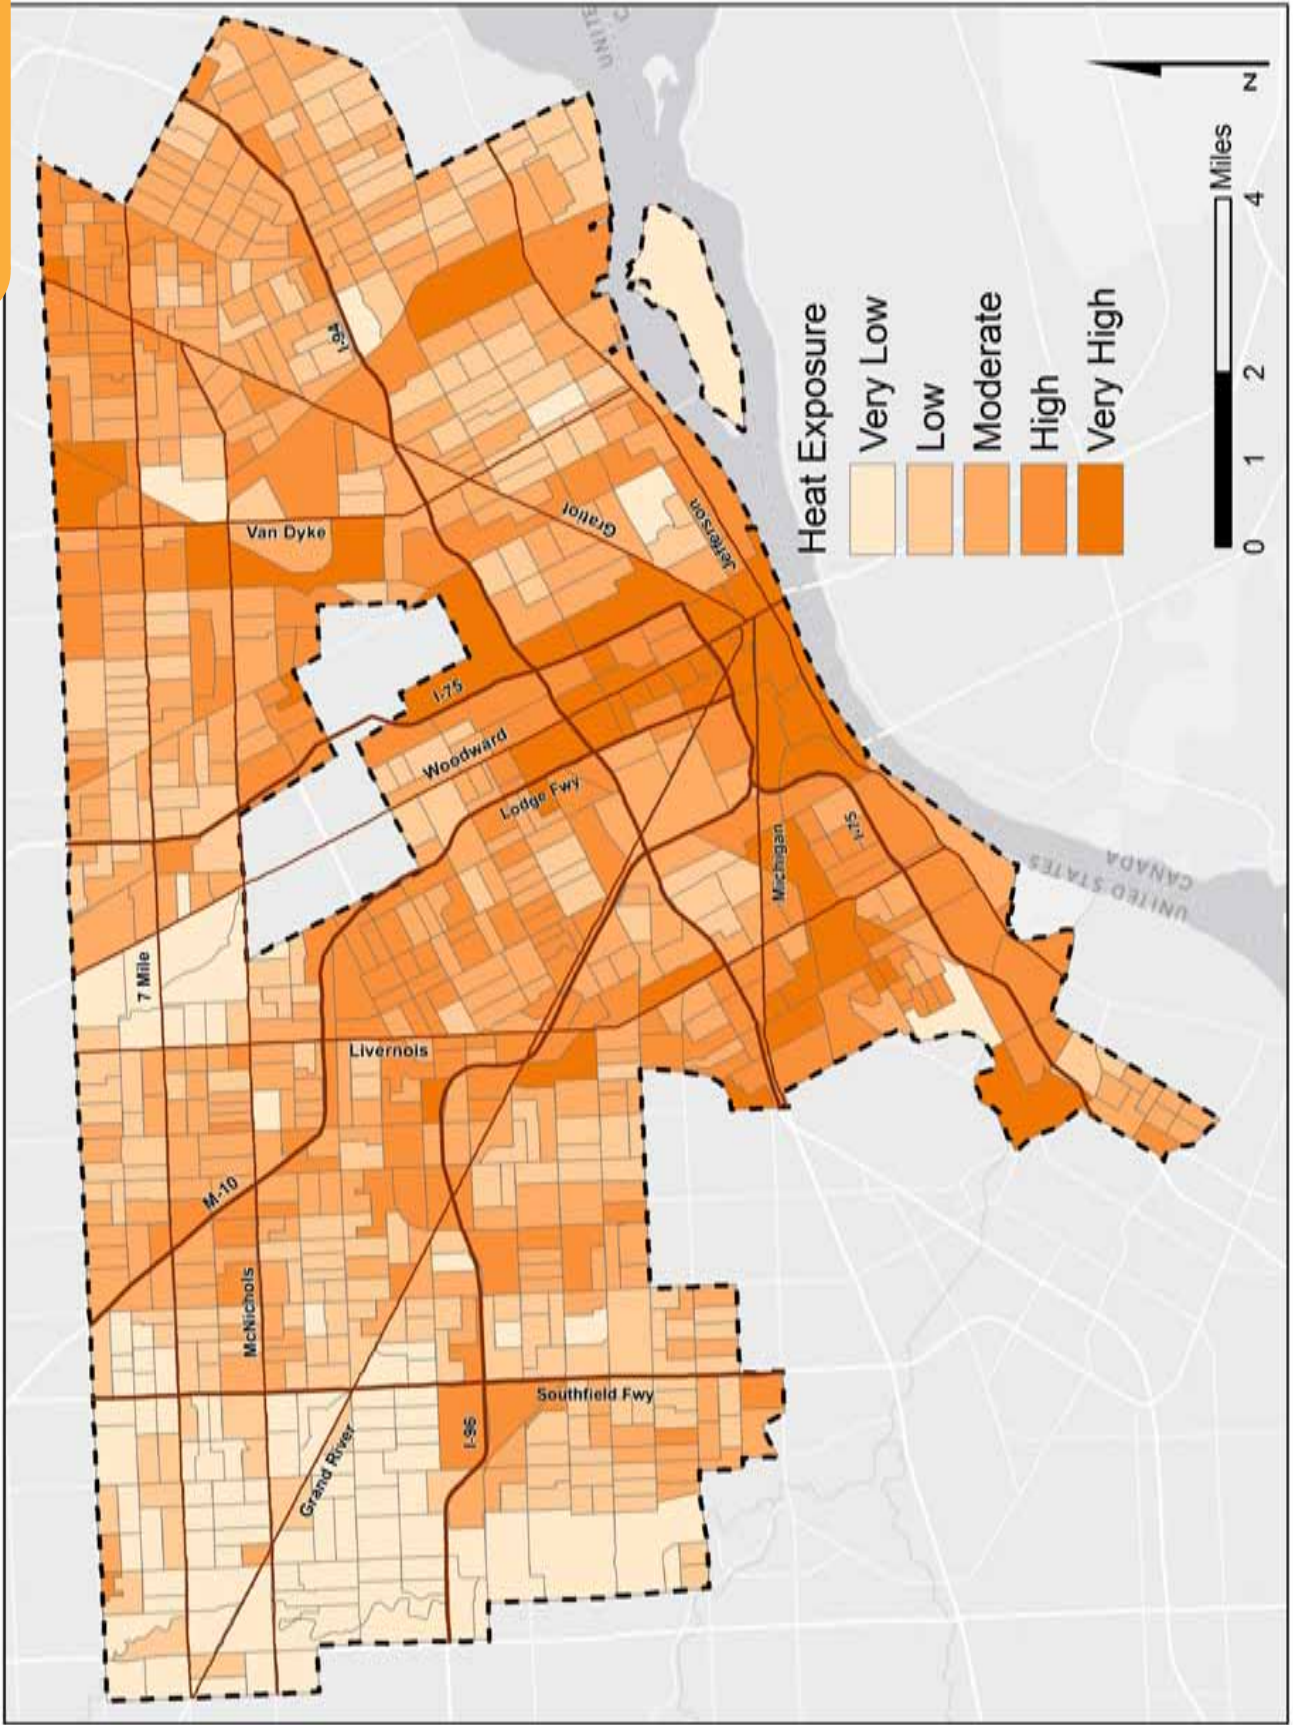 7 Mile
McNichols
M-10
Grand River
Southfield Fwy
I-96
Livernois
Woodward
Lodge Fwy
I-75
Van Dyke
I-94
Gratiot
Jefferson
Michigan
I-75
UNITED STATES
CANADA
UNITE
C
Heat Exposure
Very Low
Low
Moderate
High
Very High
0 1 2 4 Miles
N